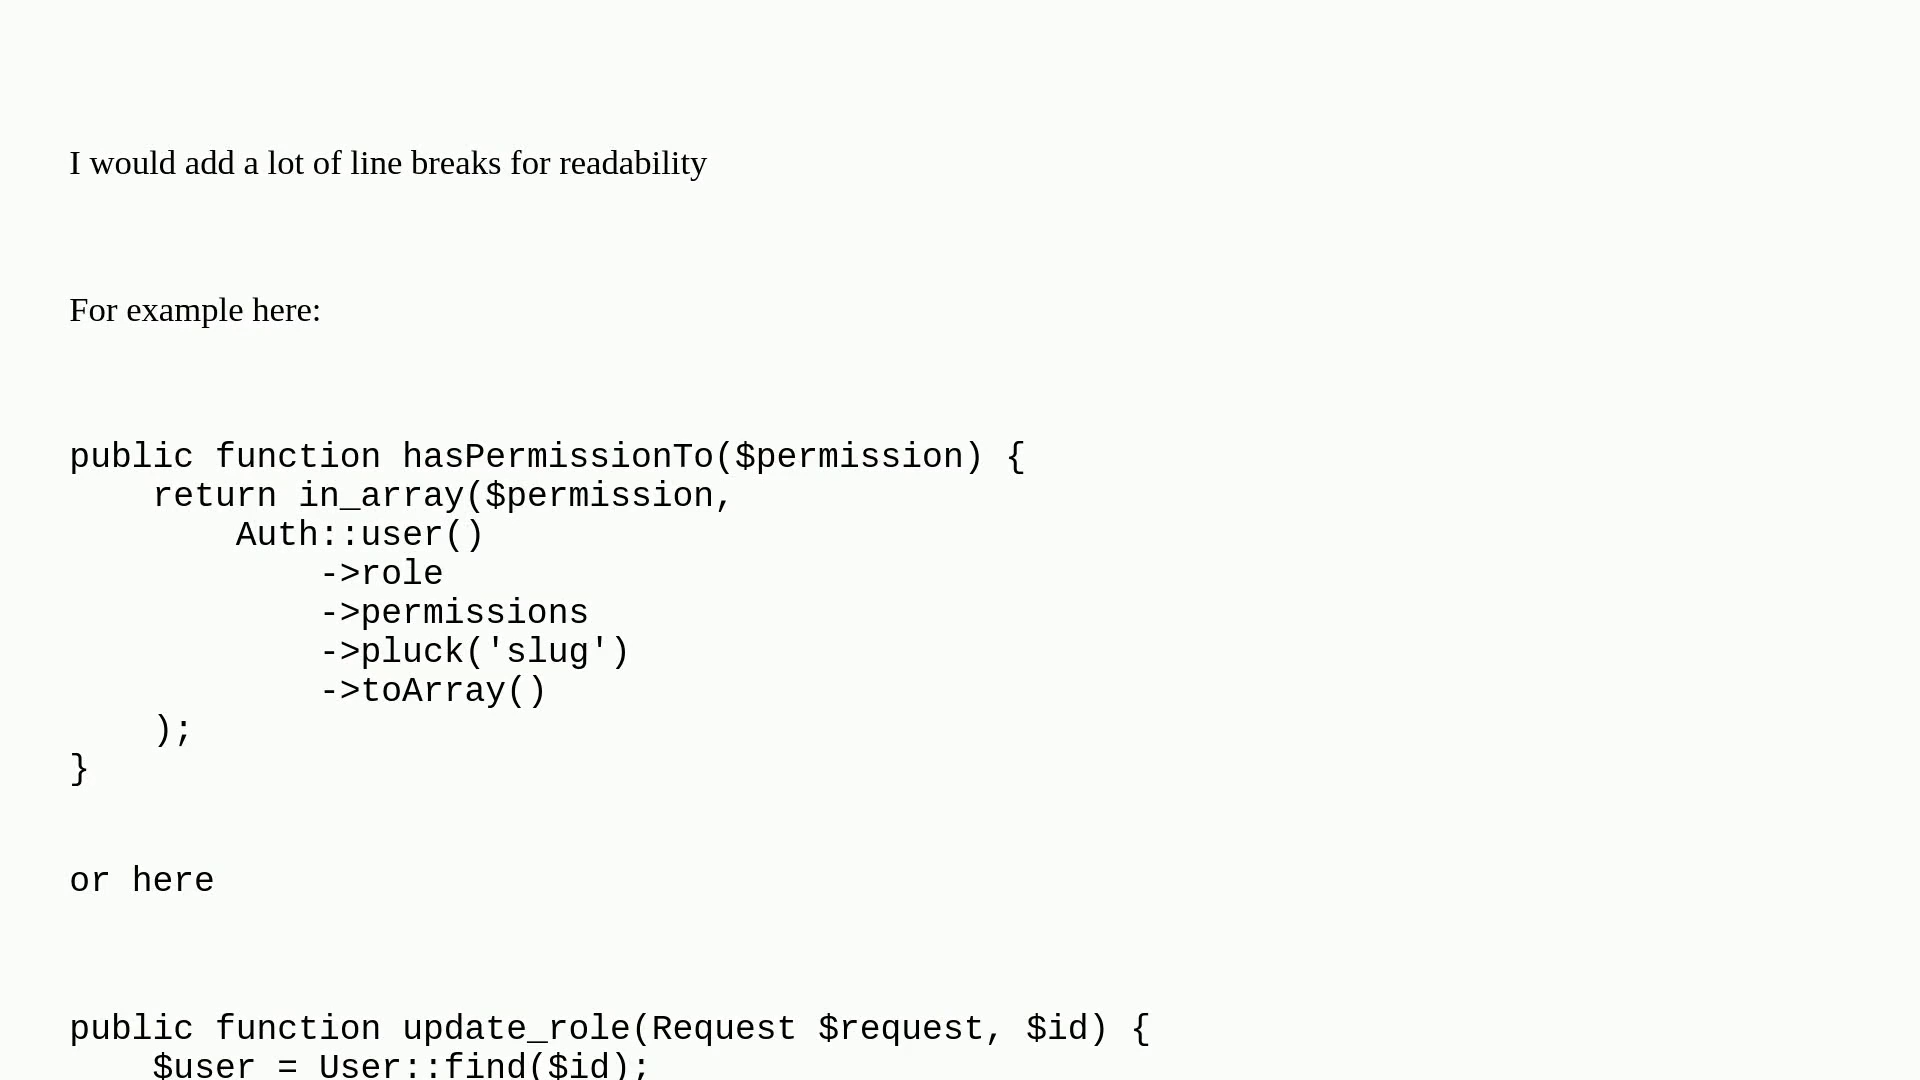 I would add a lot of line breaks for readability
For example here:
public function hasPermissionTo($permission) {
    return in_array($permission,
        Auth::user()
            ->role
            ->permissions
            ->pluck('slug')
            ->toArray()
    );
}
or here
public function update_role(Request $request, $id) {
    $user = User::find($id);